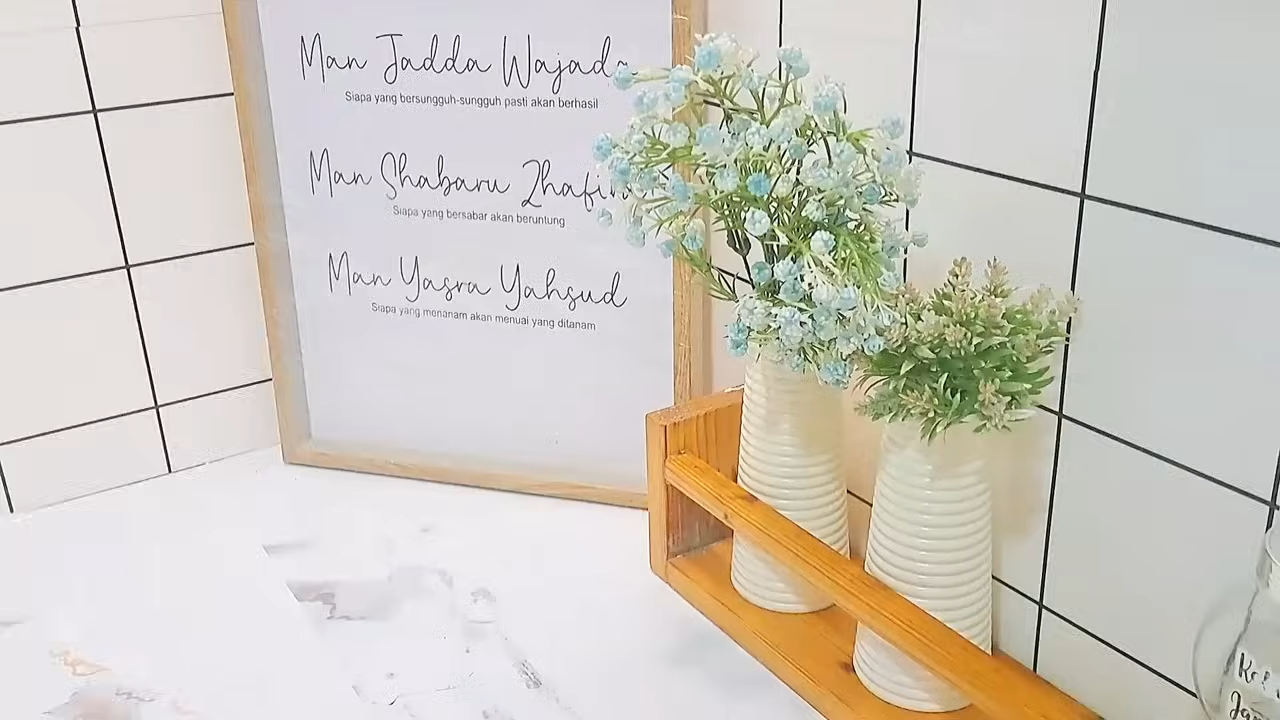 Man Jadda Wajada
Siapa yang bersungguh-sungguh pasti akan berhasil
Man Shabaru Zhafira
Siapa yang bersabar akan beruntung
Man Yasra Yahsud
Siapa yang menanam akan menuai yang ditanam